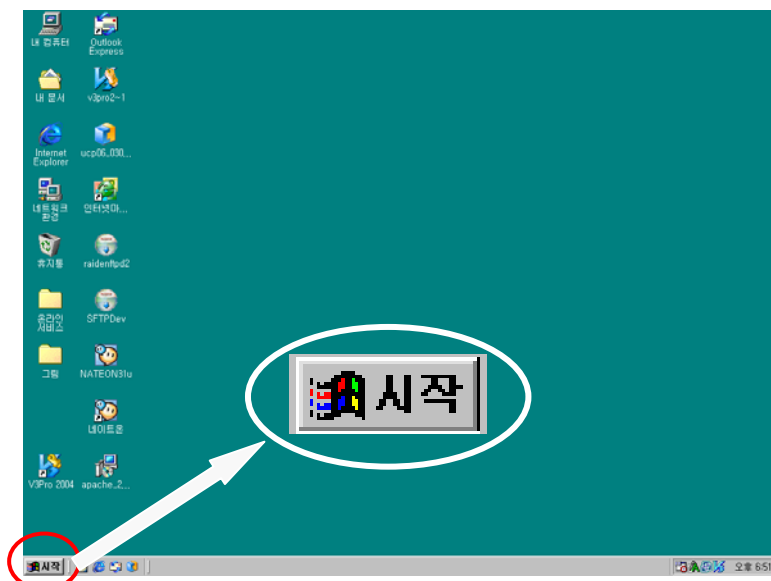 내 컴퓨터
Outlook
Express
내 문서
v3pro2~1
Internet
Explorer
ucp06_030,...
네트워크
환경
인터넷마...
휴지통
raidenftpd2
온라인
서비스
SFTPDev
그림
NATEON31u
네이트온
V3Pro 2004
apache_2...
시작
시작
오후 6:51